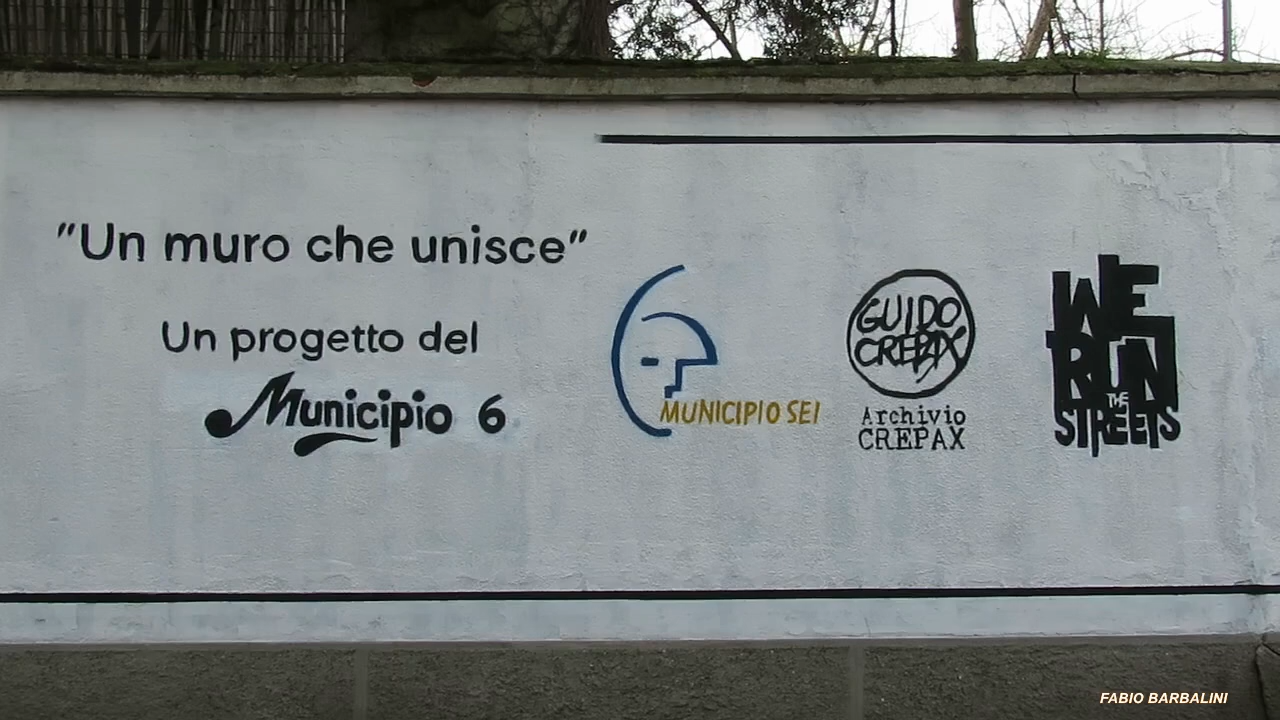 "Un muro che unisce"
Un progetto del
Municipio 6
MUNICIPIO SEI
GUIDO
CREPAX
Archivio
CREPAX
WE
RUN
THE
STREETS
FABIO BARBALINI